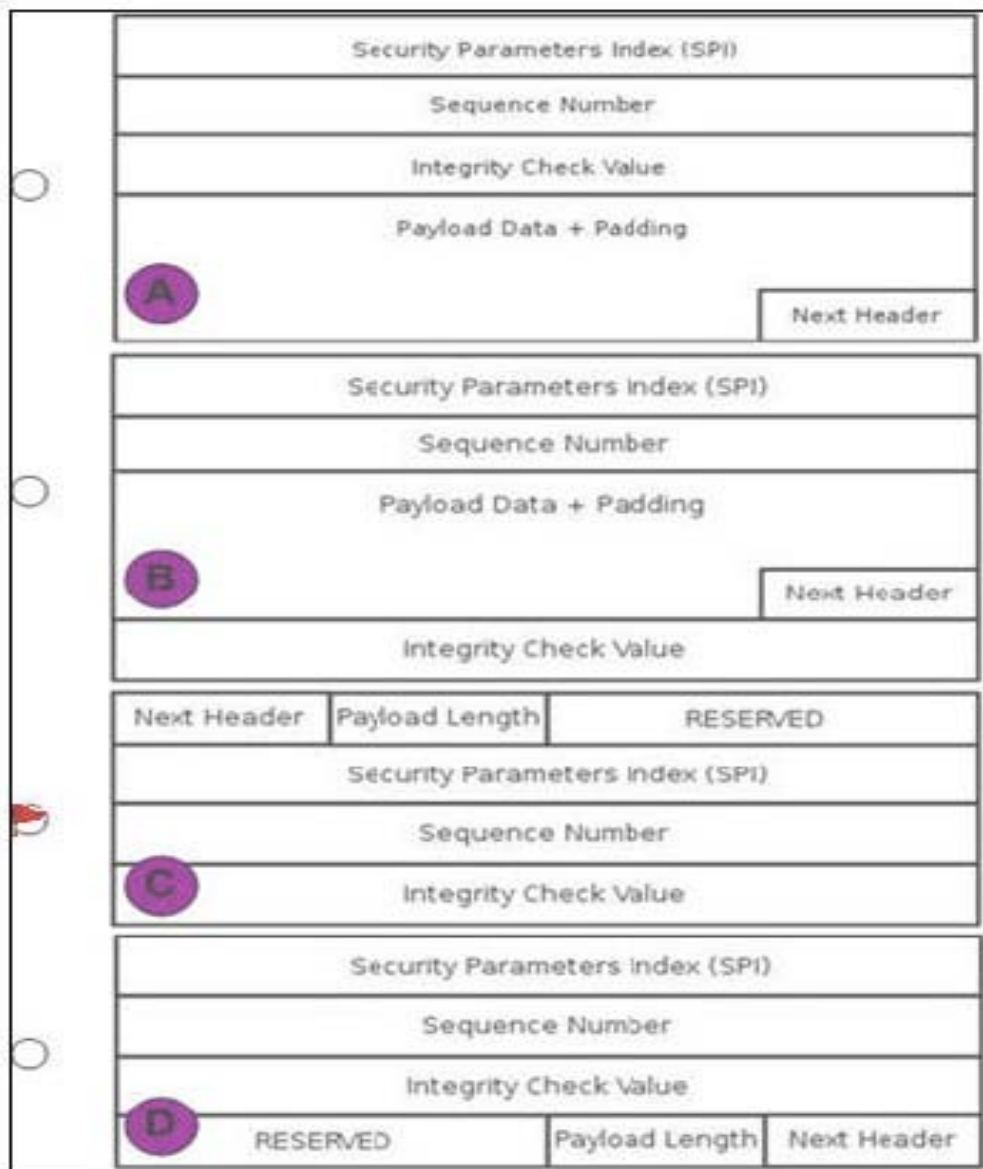 Security Parameters Index (SPI)
Sequence Number
Integrity Check Value
Payload Data + Padding
A
Next Header
Security Parameters Index (SPI)
Sequence Number
Payload Data + Padding
B
Next Header
Integrity Check Value
Next Header Payload Length RESERVED
Security Parameters Index (SPI)
Sequence Number
C
Integrity Check Value
Security Parameters Index (SPI)
Sequence Number
Integrity Check Value
D
RESERVED Payload Length Next Header